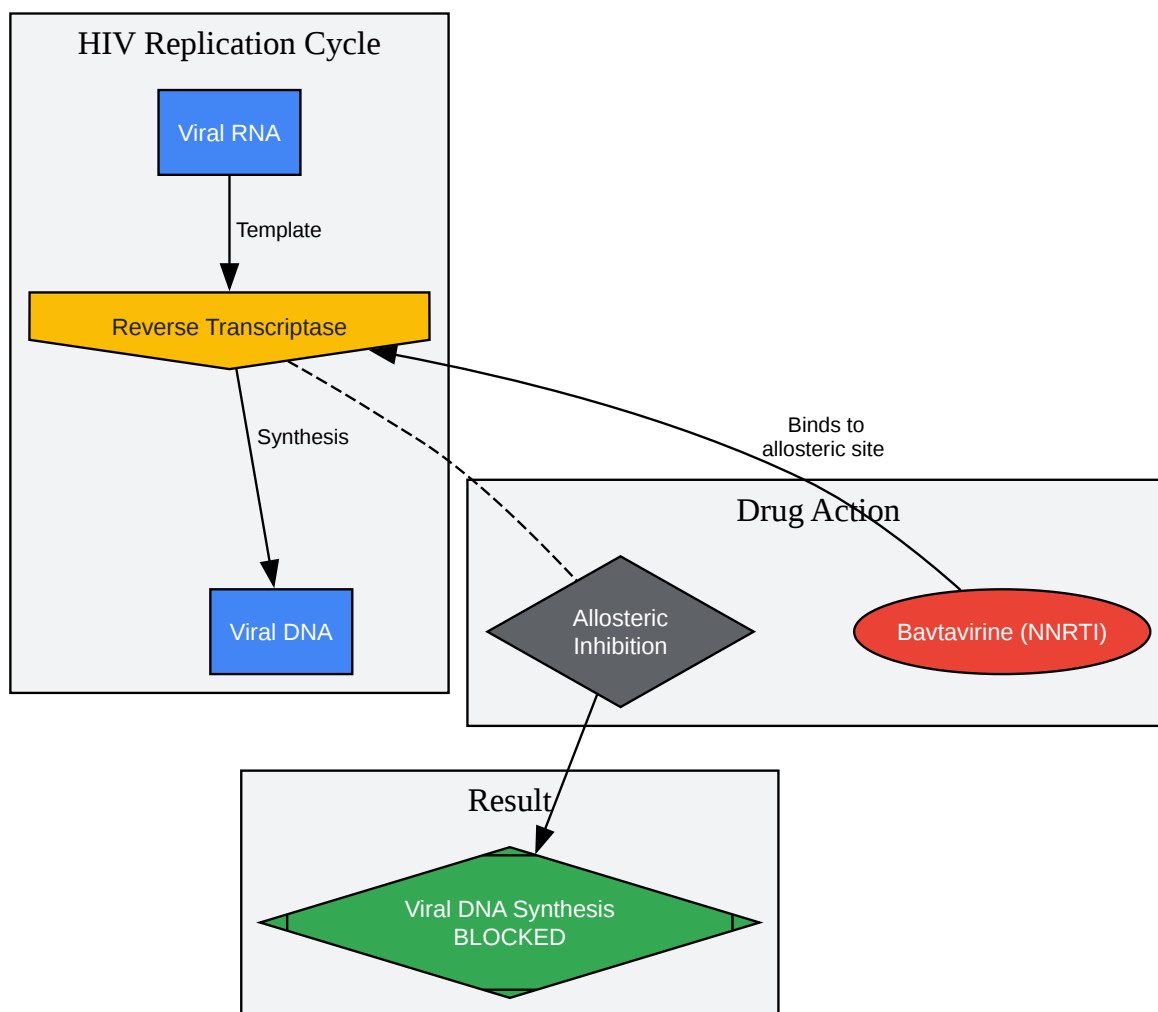 HIV Replication Cycle
Viral RNA
Template
Reverse Transcriptase
Synthesis
Viral DNA
Binds to
allosteric site
Drug Action
Allosteric
Inhibition
Bavtavirine (NNRTI)
Result
Viral DNA Synthesis
BLOCKED